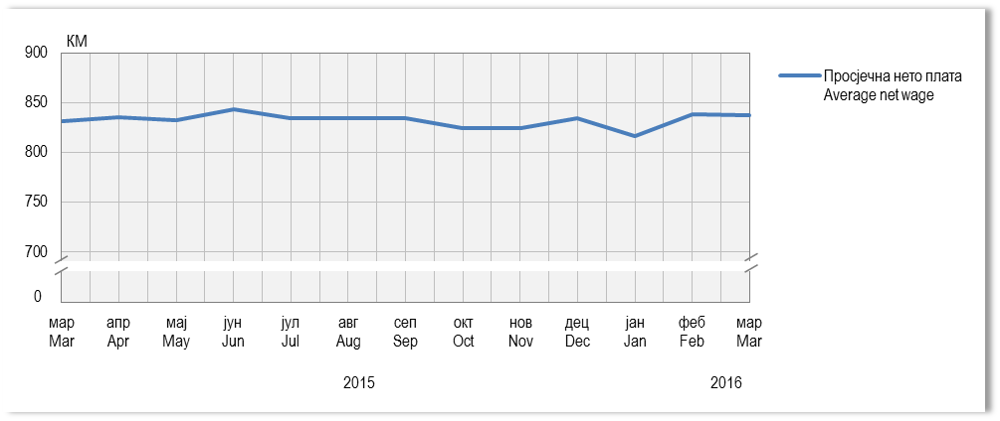 КМ
900
850
800
750
700
0
мар апр мај јун јул авг сеп окт нов дец јан феб мар
Mar Apr May Jun Jul Aug Sep Oct Nov Dec Jan Feb Mar
2015 2016
Просјечна нето плата
Average net wage